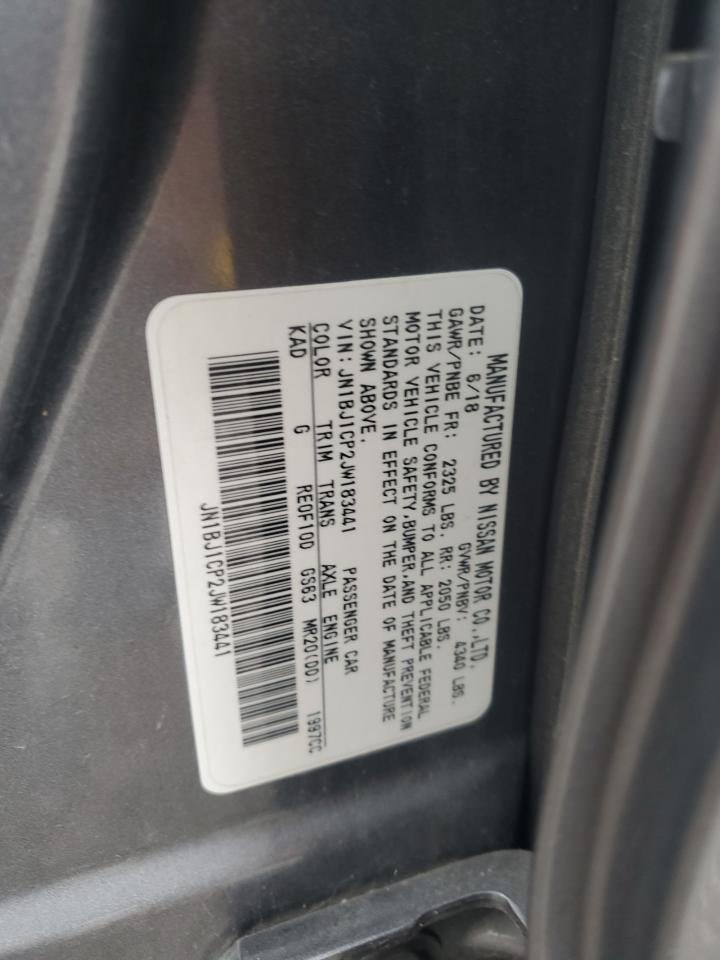 MANUFACTURED BY NISSAN MOTOR CO.,LTD.
DATE: 6/18 GVWR/PNBV: 4340 LBS.
GAWR/PNBE FR: 2325 LBS. RR: 2050 LBS.
THIS VEHICLE CONFORMS TO ALL APPLICABLE FEDERAL
MOTOR VEHICLE SAFETY,BUMPER,AND THEFT PREVENTION
STANDARDS IN EFFECT ON THE DATE OF MANUFACTURE
SHOWN ABOVE.
VIN: JN1BJ1CP2JW183441 PASSENGER CAR
COLOR TRIM TRANS AXLE ENGINE
KAD G RE0F10D GS63 MR20(DD) 1997CC
JN1BJ1CP2JW183441